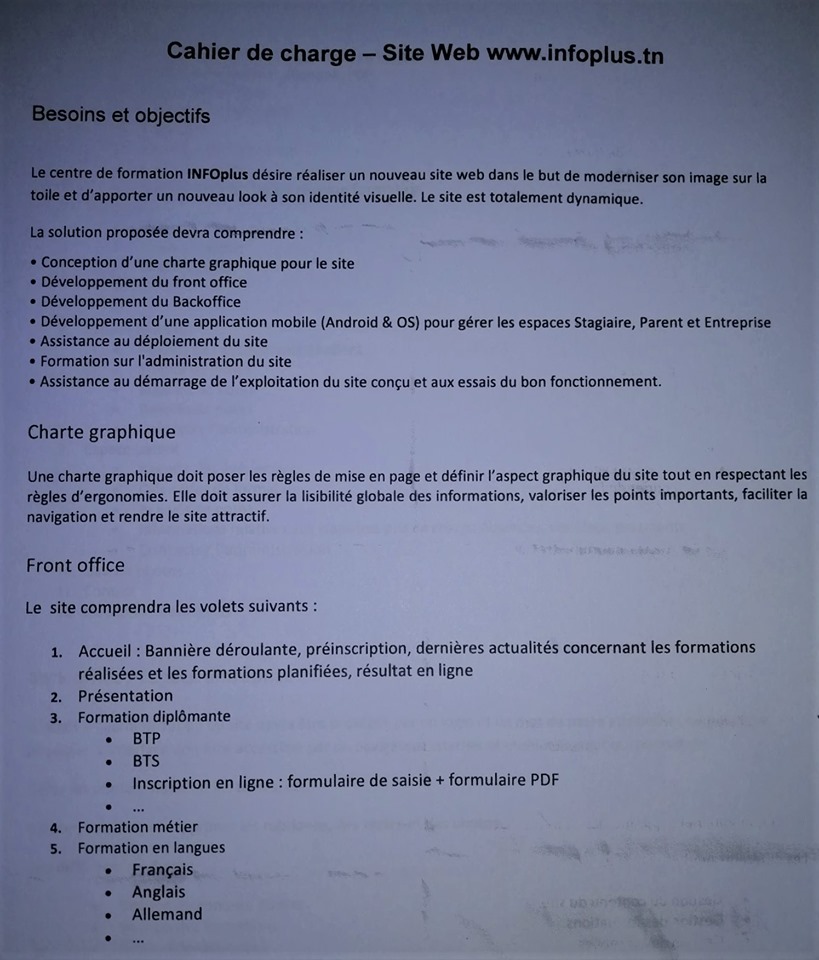 Cahier de charge – Site Web www.infoplus.tn
Besoins et objectifs
Le centre de formation INFOplus désire réaliser un nouveau site web dans le but de moderniser son image sur la
toile et d'apporter un nouveau look à son identité visuelle. Le site est totalement dynamique.
La solution proposée devra comprendre :
• Conception d'une charte graphique pour le site
• Développement du front office
• Développement du Backoffice
• Développement d'une application mobile (Android & OS) pour gérer les espaces Stagiaire, Parent et Entreprise
• Assistance au déploiement du site
• Formation sur l'administration du site
• Assistance au démarrage de l'exploitation du site conçu et aux essais du bon fonctionnement.
Charte graphique
Une charte graphique doit poser les règles de mise en page et définir l'aspect graphique du site tout en respectant les
règles d'ergonomies. Elle doit assurer la lisibilité globale des informations, valoriser les points importants, faciliter la
navigation et rendre le site attractif.
Front office
Le site comprendra les volets suivants :
1. Accueil : Bannière déroulante, préinscription, dernières actualités concernant les formations
réalisées et les formations planifiées, résultat en ligne
2. Présentation
3. Formation diplômante
• BTP
• BTS
• Inscription en ligne : formulaire de saisie + formulaire PDF
• ...
4. Formation métier
5. Formation en langues
• Français
• Anglais
• Allemand
• ...